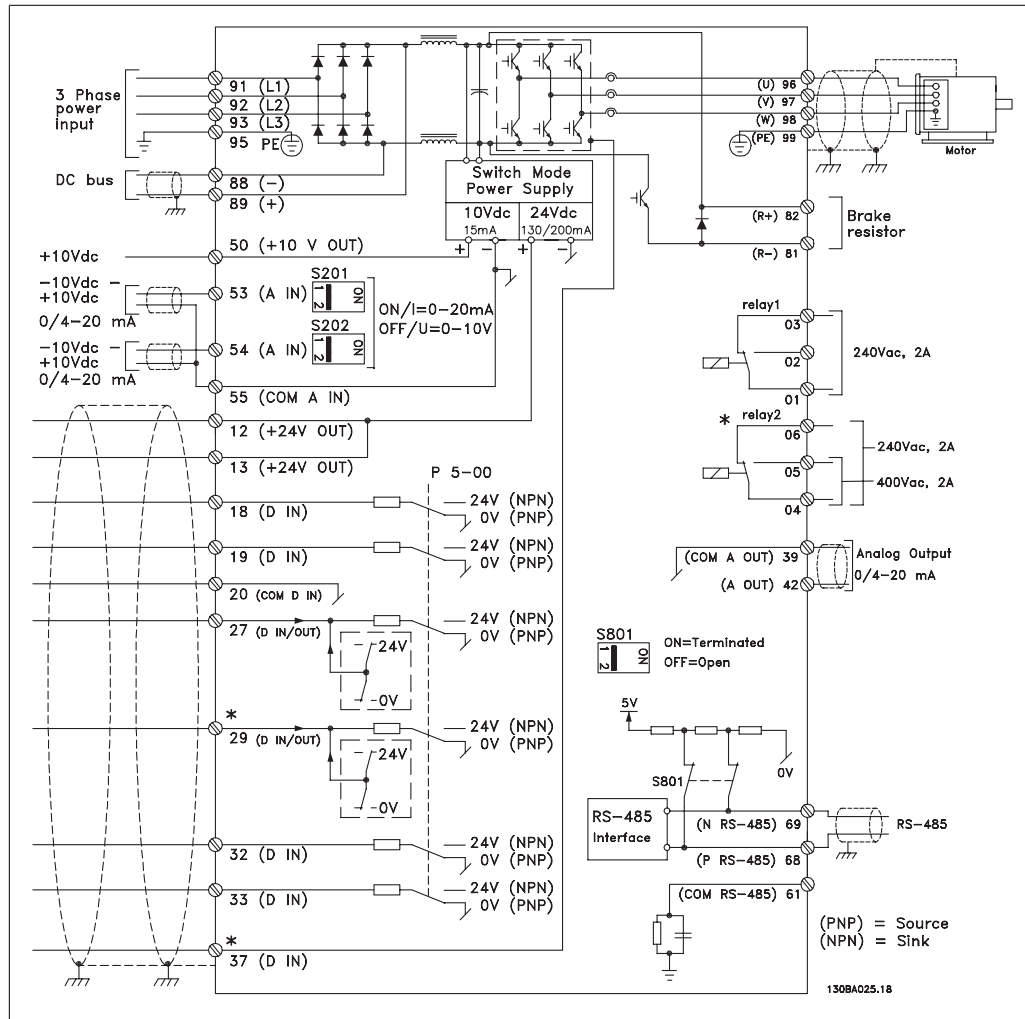 3 Phase
power
input
91 (L1)
92 (L2)
93 (L3)
95 PE
DC bus
88 (−)
89 (+)
Switch Mode
Power Supply
10Vdc
15mA
24Vdc
130/200mA
+ − + −
50 (+10 V OUT)
+10Vdc
S201
1 2
ON
53 (A IN)
−10Vdc −
+10Vdc
0/4−20 mA
ON/I=0−20mA
OFF/U=0−10V
S202
1 2
ON
54 (A IN)
−10Vdc −
+10Vdc
0/4−20 mA
55 (COM A IN)
12 (+24V OUT)
13 (+24V OUT)
P 5−00
18 (D IN)
24V (NPN)
0V (PNP)
19 (D IN)
24V (NPN)
0V (PNP)
20 (COM D IN)
27 (D IN/OUT)
24V (NPN)
0V (PNP)
24V
0V
*
29 (D IN/OUT)
24V (NPN)
0V (PNP)
24V
0V
32 (D IN)
24V (NPN)
0V (PNP)
33 (D IN)
24V (NPN)
0V (PNP)
*
37 (D IN)
(U) 96
(V) 97
(W) 98
(PE) 99
Motor
(R+) 82
(R−) 81
Brake
resistor
relay1
03
02
01
240Vac, 2A
* relay2
06
05
04
240Vac, 2A
400Vac, 2A
(COM A OUT) 39
(A OUT) 42
Analog Output
0/4−20 mA
S801
1 2
ON
ON=Terminated
OFF=Open
5V
0V
S801
RS−485
Interface
(N RS−485) 69
(P RS−485) 68
RS−485
(COM RS−485) 61
(PNP) = Source
(NPN) = Sink
130BA025.18